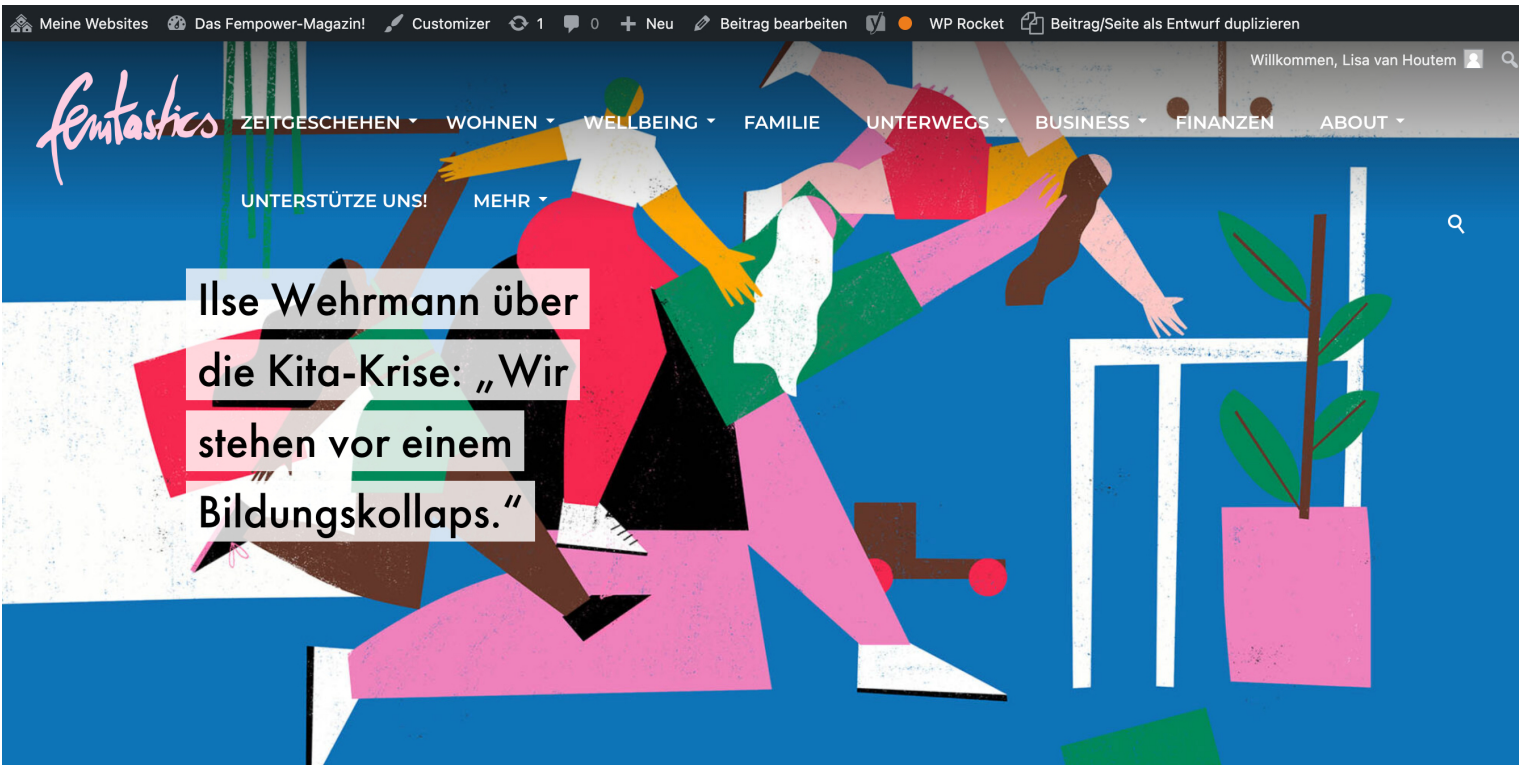 Meine Websites Das Fempower-Magazin! Customizer 1 0 Neu Beitrag bearbeiten WP Rocket Beitrag/Seite als Entwurf duplizieren
Willkommen, Lisa van Houtem
femtastics ZEITGESCHEHEN WOHNEN WELLBEING FAMILIE UNTERWEGS BUSINESS FINANZEN ABOUT
UNTERSTÜTZE UNS! MEHR
Ilse Wehrmann über
die Kita-Krise: „Wir
stehen vor einem
Bildungskollaps.“